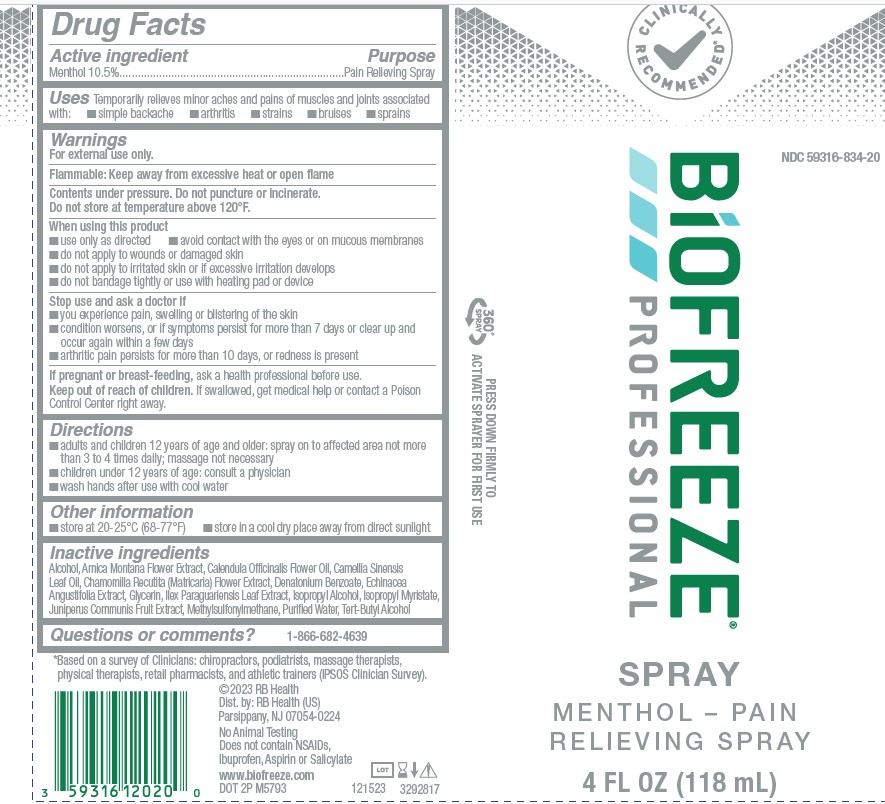 Drug Facts
Active ingredient Purpose
Menthol 10.5%......................................................................Pain Relieving Spray
Uses Temporarily relieves minor aches and pains of muscles and joints associated
with: ■ simple backache ■ arthritis ■ strains ■ bruises ■ sprains
Warnings
For external use only.
Flammable: Keep away from excessive heat or open flame
Contents under pressure. Do not puncture or incinerate.
Do not store at temperature above 120°F.
When using this product
■ use only as directed ■ avoid contact with the eyes or on mucous membranes
■ do not apply to wounds or damaged skin
■ do not apply to irritated skin or if excessive irritation develops
■ do not bandage tightly or use with heating pad or device
Stop use and ask a doctor if
■ you experience pain, swelling or blistering of the skin
■ condition worsens, or if symptoms persist for more than 7 days or clear up and
occur again within a few days
■ arthritic pain persists for more than 10 days, or redness is present
If pregnant or breast-feeding, ask a health professional before use.
Keep out of reach of children. If swallowed, get medical help or contact a Poison
Control Center right away.
Directions
■ adults and children 12 years of age and older: spray on to affected area not more
than 3 to 4 times daily; massage not necessary
■ children under 12 years of age: consult a physician
■ wash hands after use with cool water
Other information
■ store at 20-25°C (68-77°F) ■ store in a cool dry place away from direct sunlight
Inactive ingredients
Alcohol, Arnica Montana Flower Extract, Calendula Officinalis Flower Oil, Camellia Sinensis
Leaf Oil, Chamomilla Recutita (Matricaria) Flower Extract, Denatonium Benzoate, Echinacea
Angustifolia Extract, Glycerin, Ilex Paraguariensis Leaf Extract, Isopropyl Alcohol, Isopropyl Myristate,
Juniperus Communis Fruit Extract, Methylsulfonylmethane, Purified Water, Tert-Butyl Alcohol
Questions or comments? 1-866-682-4639
*Based on a survey of Clinicians: chiropractors, podiatrists, massage therapists,
physical therapists, retail pharmacists, and athletic trainers (IPSOS Clinician Survey).
©2023 RB Health
Dist. by: RB Health (US)
Parsippany, NJ 07054-0224
No Animal Testing
Does not contain NSAIDs,
Ibuprofen, Aspirin or Salicylate
www.biofreeze.com
DOT 2P M5793
LOT
121523 3292817
3 59316 12020 0
360°
SPRAY
PRESS DOWN FIRMLY TO
ACTIVATE SPRAYER FOR FIRST USE
CLINICALLY
RECOMMENDED*
NDC 59316-834-20
BIOFREEZE®
PROFESSIONAL
SPRAY
MENTHOL – PAIN
RELIEVING SPRAY
4 FL OZ (118 mL)